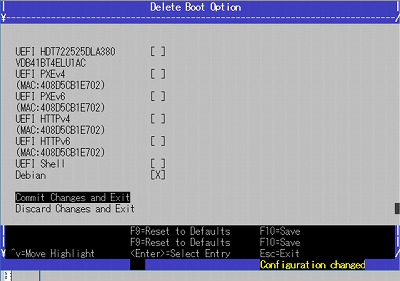 Delete Boot Option
UEFI HDT722525DLA380 [ ]
VDB41BT4ELU1AC
UEFI PXEv4 [ ]
(MAC:408D5CB1E702)
UEFI PXEv6 [ ]
(MAC:408D5CB1E702)
UEFI HTTPv4 [ ]
(MAC:408D5CB1E702)
UEFI HTTPv6 [ ]
(MAC:408D5CB1E702)
UEFI Shell [ ]
Debian [X]
Commit Changes and Exit
Discard Changes and Exit
F9=Reset to Defaults F10=Save
F9=Reset to Defaults F10=Save
^v=Move Highlight <Enter>=Select Entry Esc=Exit
Configuration changed